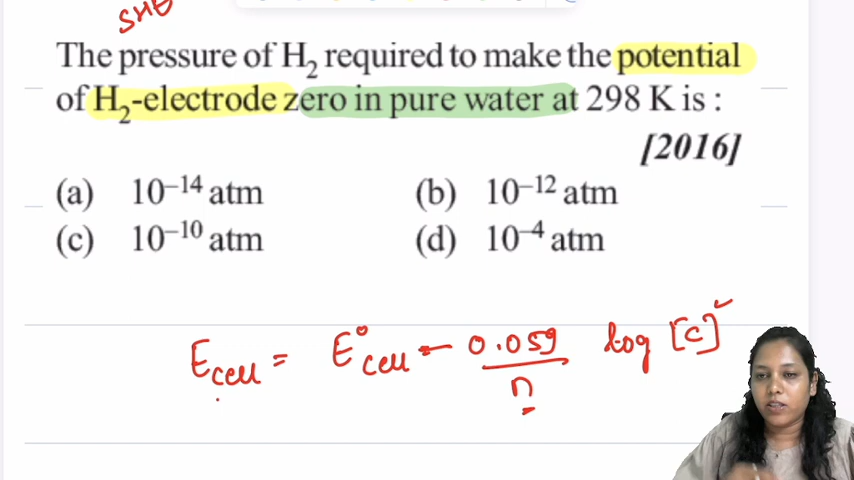 SHE
The pressure of H₂ required to make the potential
of H₂-electrode zero in pure water at 298 K is :
[2016]
(a) 10⁻¹⁴ atm (b) 10⁻¹² atm
(c) 10⁻¹⁰ atm (d) 10⁻⁴ atm
Ecell = E°cell - 0.059/n log [c]